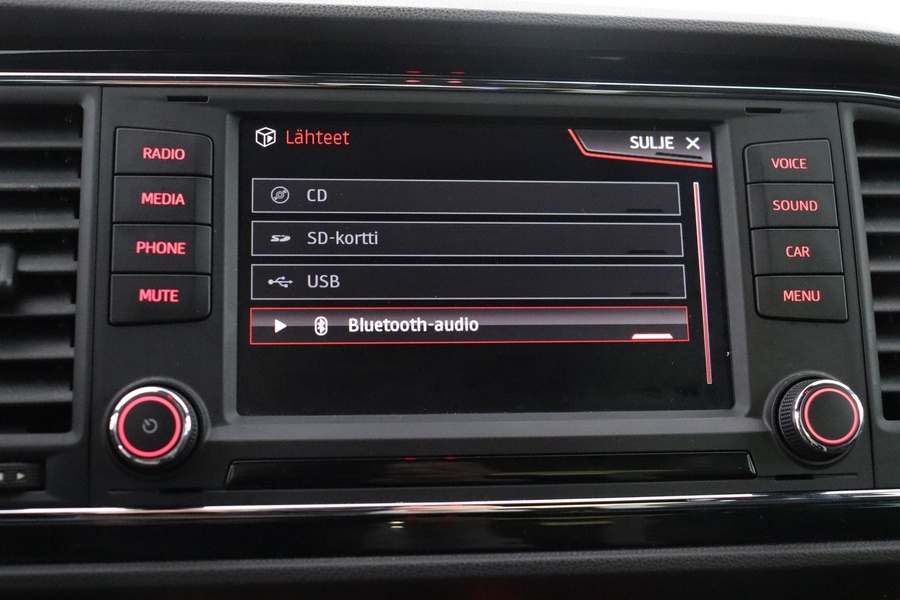 Lähteet
SULJE
CD
SD-kortti
USB
Bluetooth-audio
RADIO
MEDIA
PHONE
MUTE
VOICE
SOUND
CAR
MENU